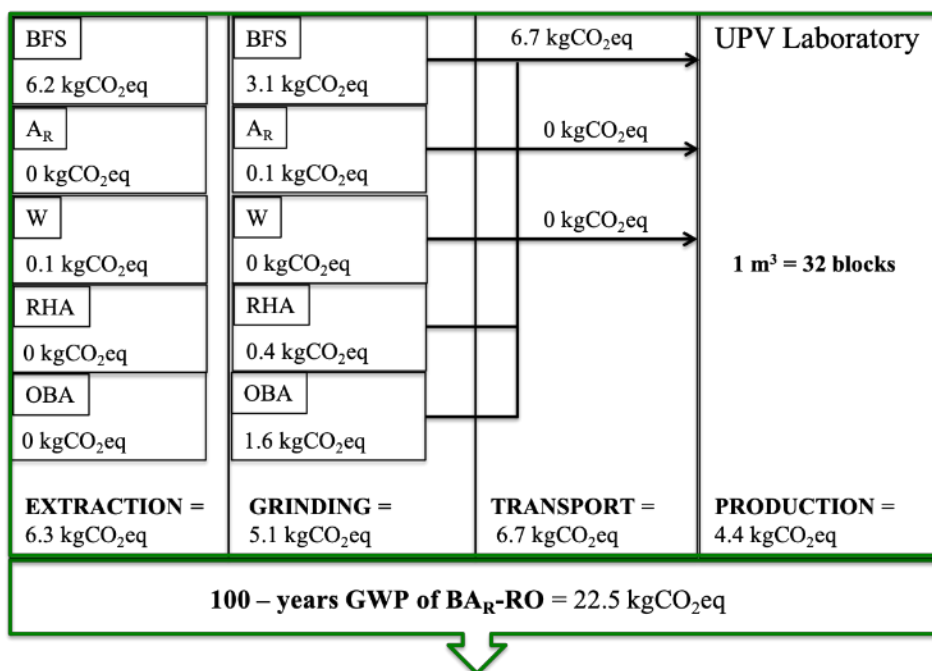 BFS
6.2 kgCO₂eq
A_R
0 kgCO₂eq
W
0.1 kgCO₂eq
RHA
0 kgCO₂eq
OBA
0 kgCO₂eq
EXTRACTION =
6.3 kgCO₂eq
BFS
3.1 kgCO₂eq
A_R
0.1 kgCO₂eq
W
0 kgCO₂eq
RHA
0.4 kgCO₂eq
OBA
1.6 kgCO₂eq
GRINDING =
5.1 kgCO₂eq
6.7 kgCO₂eq
0 kgCO₂eq
0 kgCO₂eq
TRANSPORT =
6.7 kgCO₂eq
UPV Laboratory
1 m³ = 32 blocks
PRODUCTION =
4.4 kgCO₂eq
100 – years GWP of BA_R-RO = 22.5 kgCO₂eq